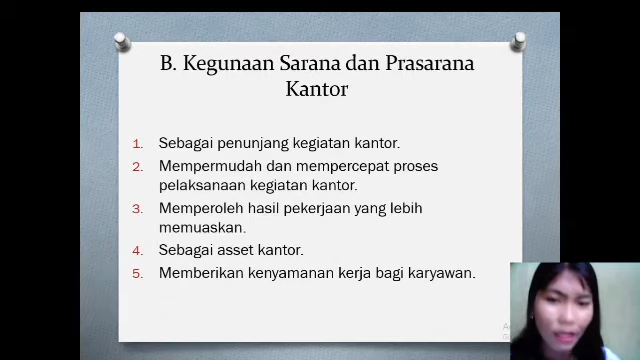 B. Kegunaan Sarana dan Prasarana
Kantor
1. Sebagai penunjang kegiatan kantor.
2. Mempermudah dan mempercepat proses
pelaksanaan kegiatan kantor.
3. Memperoleh hasil pekerjaan yang lebih
memuaskan.
4. Sebagai asset kantor.
5. Memberikan kenyamanan kerja bagi karyawan.